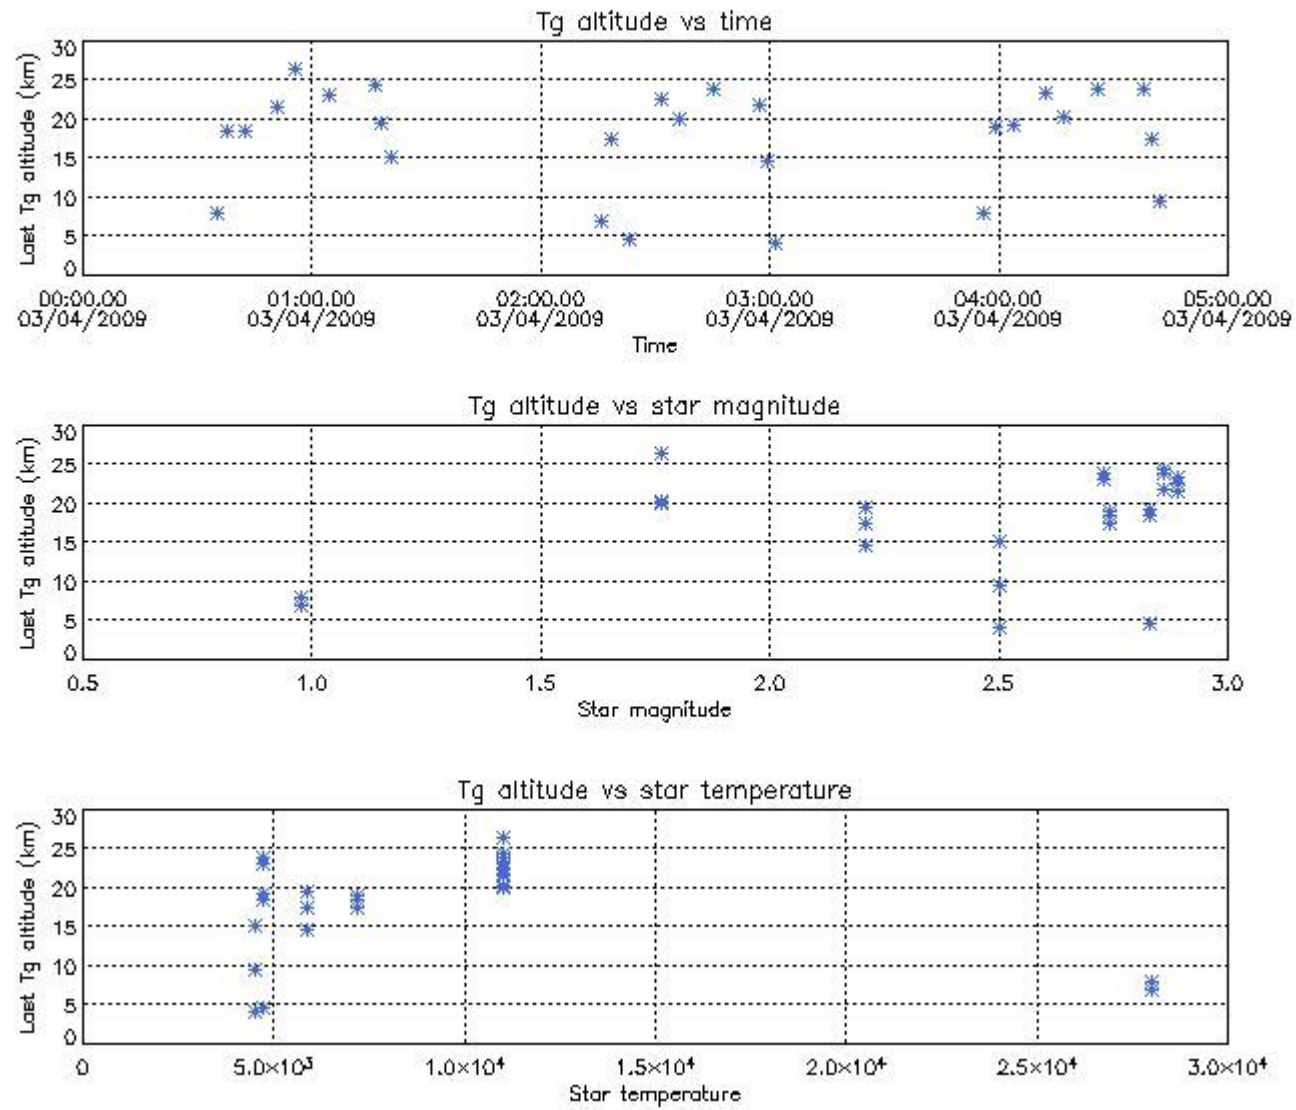 Tg altitude vs time
Last Tg altitude (km)
30
25
20
15
10
5
0
00:00.00 01:00.00 02:00.00 03:00.00 04:00.00 05:00.00
03/04/2009 03/04/2009 03/04/2009 03/04/2009 03/04/2009 03/04/2009
Time
Tg altitude vs star magnitude
Last Tg altitude (km)
30
25
20
15
10
5
0
0.5 1.0 1.5 2.0 2.5 3.0
Star magnitude
Tg altitude vs star temperature
Last Tg altitude (km)
30
25
20
15
10
5
0
0 5.0×10³ 1.0×10⁴ 1.5×10⁴ 2.0×10⁴ 2.5×10⁴ 3.0×10⁴
Star temperature